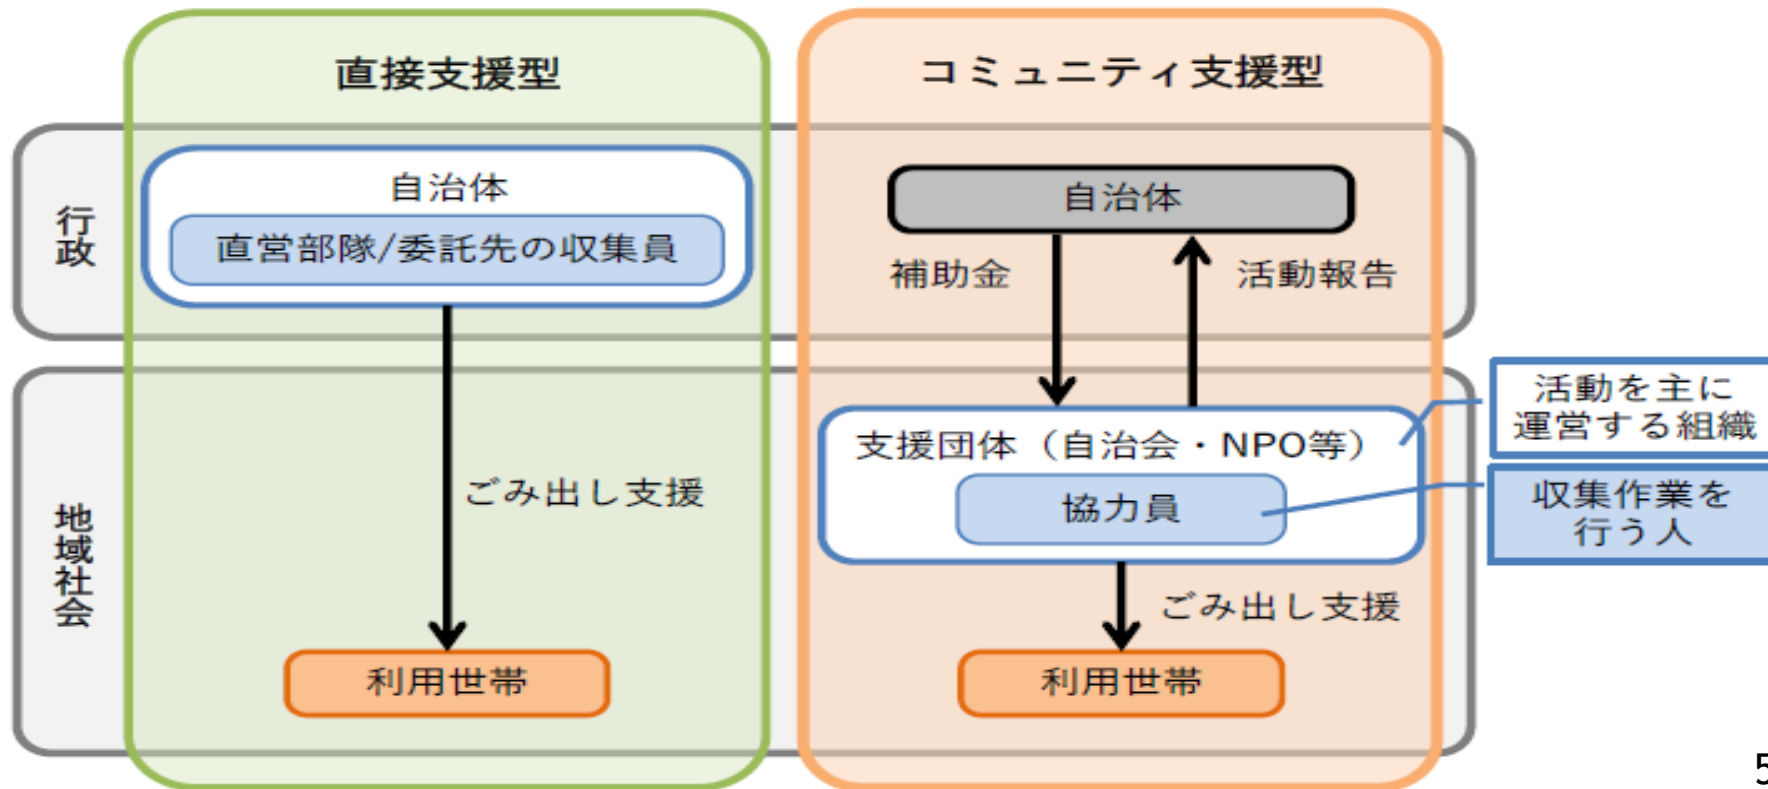 直接支援型
コミュニティ支援型
行政
自治体
直営部隊/委託先の収集員
自治体
補助金
活動報告
地域社会
ごみ出し支援
利用世帯
支援団体（自治会・NPO等）
協力員
ごみ出し支援
利用世帯
活動を主に
運営する組織
収集作業を
行う人
5